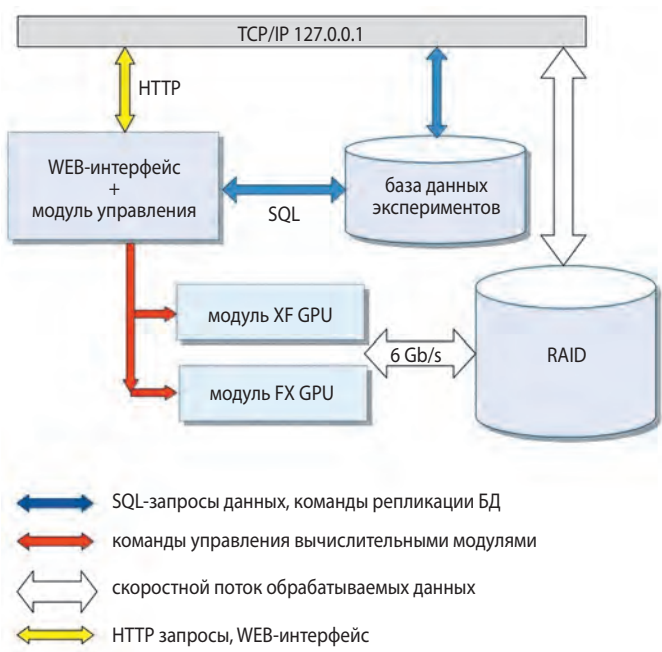 TCP/IP 127.0.0.1
HTTP
WEB-интерфейс
+
модуль управления
SQL
база данных
экспериментов
модуль XF GPU
6 Gb/s
RAID
модуль FX GPU
SQL-запросы данных, команды репликации БД
команды управления вычислительными модулями
скоростной поток обрабатываемых данных
HTTP запросы, WEB-интерфейс